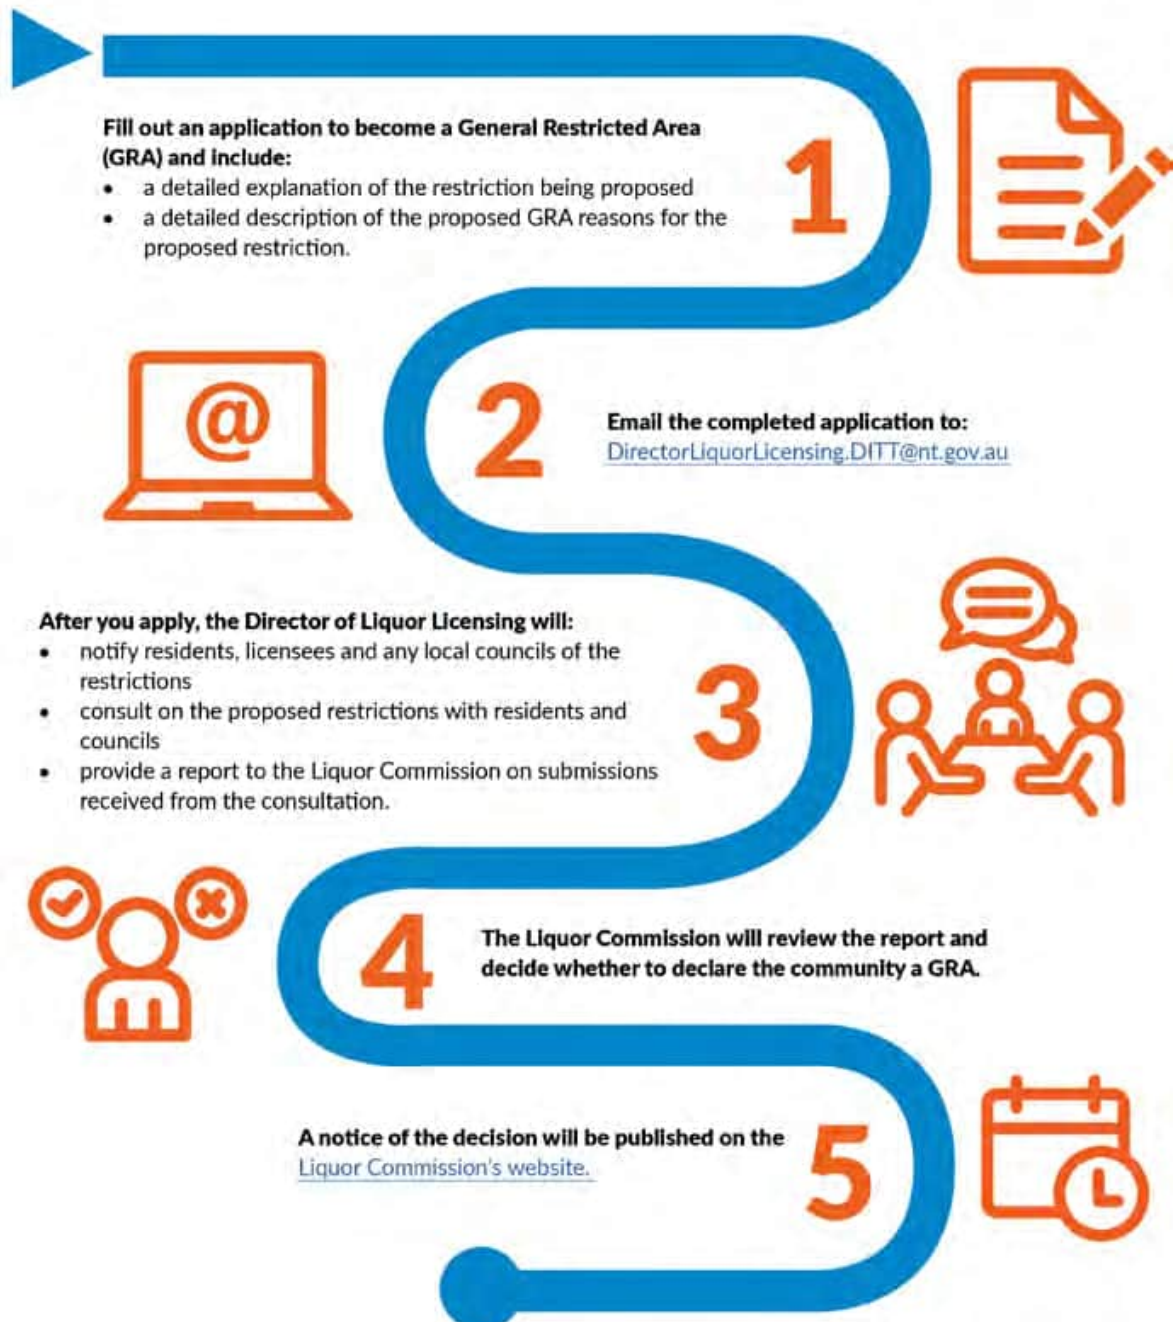 Fill out an application to become a General Restricted Area
(GRA) and include:
• a detailed explanation of the restriction being proposed
• a detailed description of the proposed GRA reasons for the
proposed restriction.
1
@
2
Email the completed application to:
DirectorLiquorLicensing.DITT@nt.gov.au
After you apply, the Director of Liquor Licensing will:
• notify residents, licensees and any local councils of the
restrictions
• consult on the proposed restrictions with residents and
councils
• provide a report to the Liquor Commission on submissions
received from the consultation.
3
4
The Liquor Commission will review the report and
decide whether to declare the community a GRA.
A notice of the decision will be published on the
Liquor Commission's website.
5